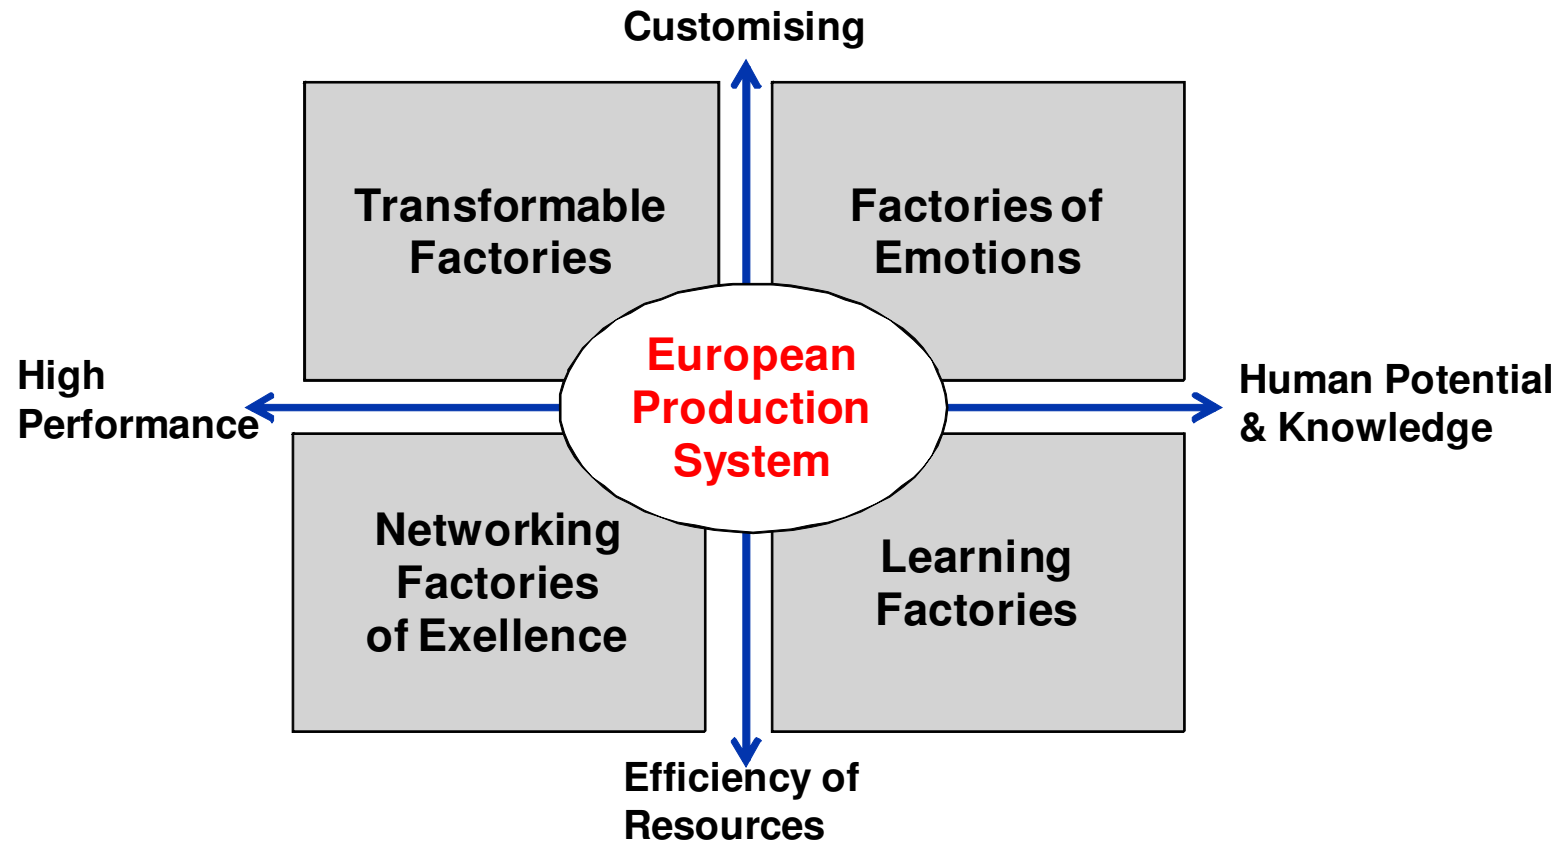 Customising
Transformable
Factories
Factories of
Emotions
European
Production
System
High
Performance
Human Potential
& Knowledge
Networking
Factories
of Exellence
Learning
Factories
Efficiency of
Resources